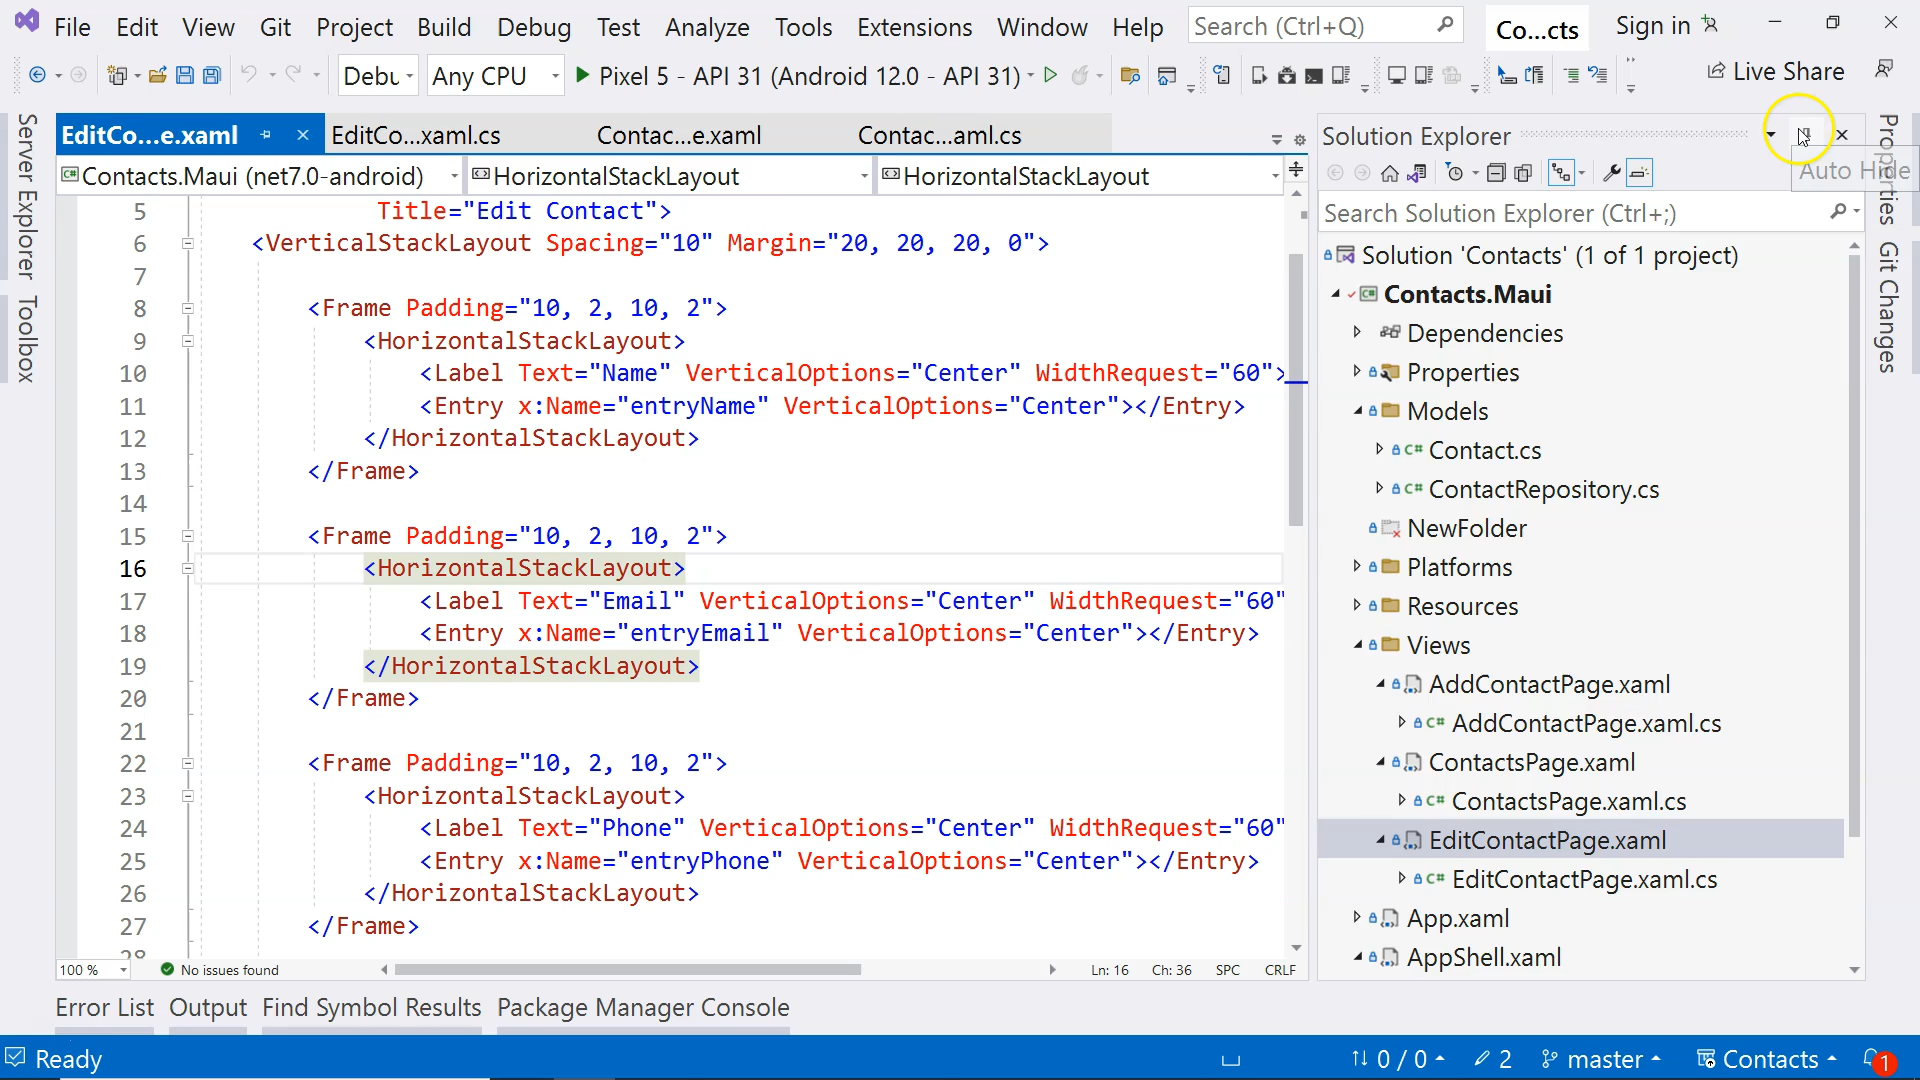 File Edit View Git Project Build Debug Test Analyze Tools Extensions Window Help Search (Ctrl+Q) Co...cts Sign in
Debu Any CPU Pixel 5 - API 31 (Android 12.0 - API 31) Live Share
EditCo...e.xaml EditCo...xaml.cs Contac...e.xaml Contac...aml.cs
Contacts.Maui (net7.0-android) HorizontalStackLayout HorizontalStackLayout
Server Explorer
Toolbox
5 Title="Edit Contact">
6 <VerticalStackLayout Spacing="10" Margin="20, 20, 20, 0">
7
8 <Frame Padding="10, 2, 10, 2">
9 <HorizontalStackLayout>
10 <Label Text="Name" VerticalOptions="Center" WidthRequest="60">
11 <Entry x:Name="entryName" VerticalOptions="Center"></Entry>
12 </HorizontalStackLayout>
13 </Frame>
14
15 <Frame Padding="10, 2, 10, 2">
16 <HorizontalStackLayout>
17 <Label Text="Email" VerticalOptions="Center" WidthRequest="60"
18 <Entry x:Name="entryEmail" VerticalOptions="Center"></Entry>
19 </HorizontalStackLayout>
20 </Frame>
21
22 <Frame Padding="10, 2, 10, 2">
23 <HorizontalStackLayout>
24 <Label Text="Phone" VerticalOptions="Center" WidthRequest="60"
25 <Entry x:Name="entryPhone" VerticalOptions="Center"></Entry>
26 </HorizontalStackLayout>
27 </Frame>
28
100 % No issues found Ln: 16 Ch: 36 SPC CRLF
Solution Explorer
Auto Hide
Search Solution Explorer (Ctrl+;)
Solution 'Contacts' (1 of 1 project)
Contacts.Maui
Dependencies
Properties
Models
C# Contact.cs
C# ContactRepository.cs
NewFolder
Platforms
Resources
Views
AddContactPage.xaml
C# AddContactPage.xaml.cs
ContactsPage.xaml
C# ContactsPage.xaml.cs
EditContactPage.xaml
C# EditContactPage.xaml.cs
App.xaml
AppShell.xaml
Properties
Git Changes
Error List Output Find Symbol Results Package Manager Console
Ready 0 / 0 2 master Contacts 1